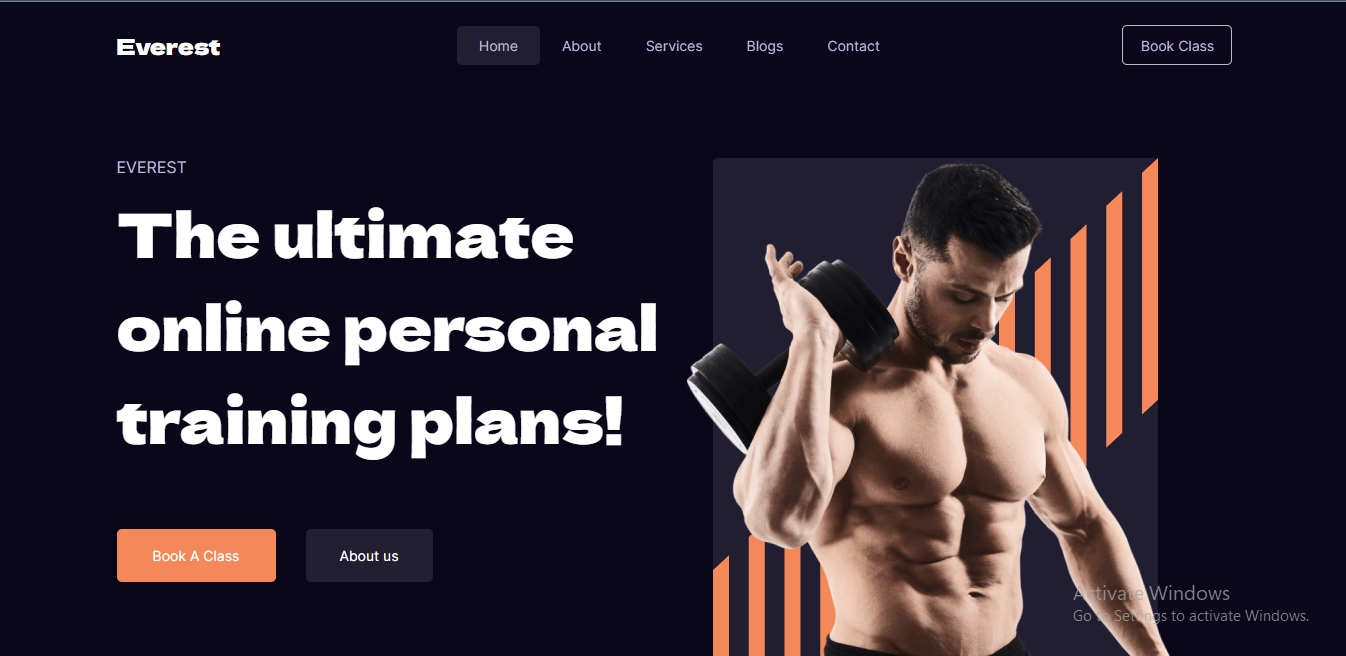 Everest
Home About Services Blogs Contact
Book Class
EVEREST
The ultimate
online personal
training plans!
Book A Class
About us
Activate Windows
Go to Settings to activate Windows.